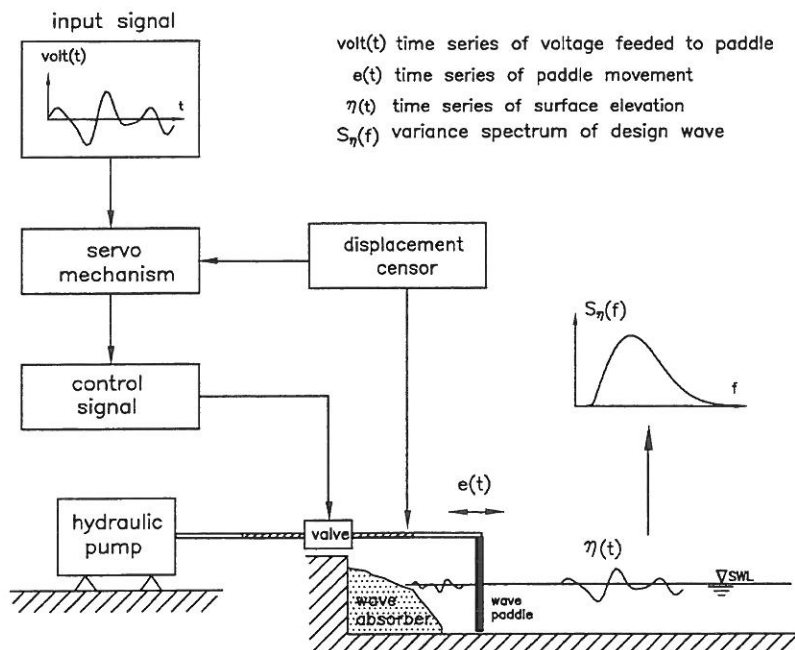 input signal
volt(t)
t
volt(t) time series of voltage feeded to paddle
e(t) time series of paddle movement
η(t) time series of surface elevation
Sη(f) variance spectrum of design wave
servo
mechanism
displacement
censor
control
signal
Sη(f)
f
e(t)
hydraulic
pump
valve
η(t)
SWL
wave
absorber
wave
paddle